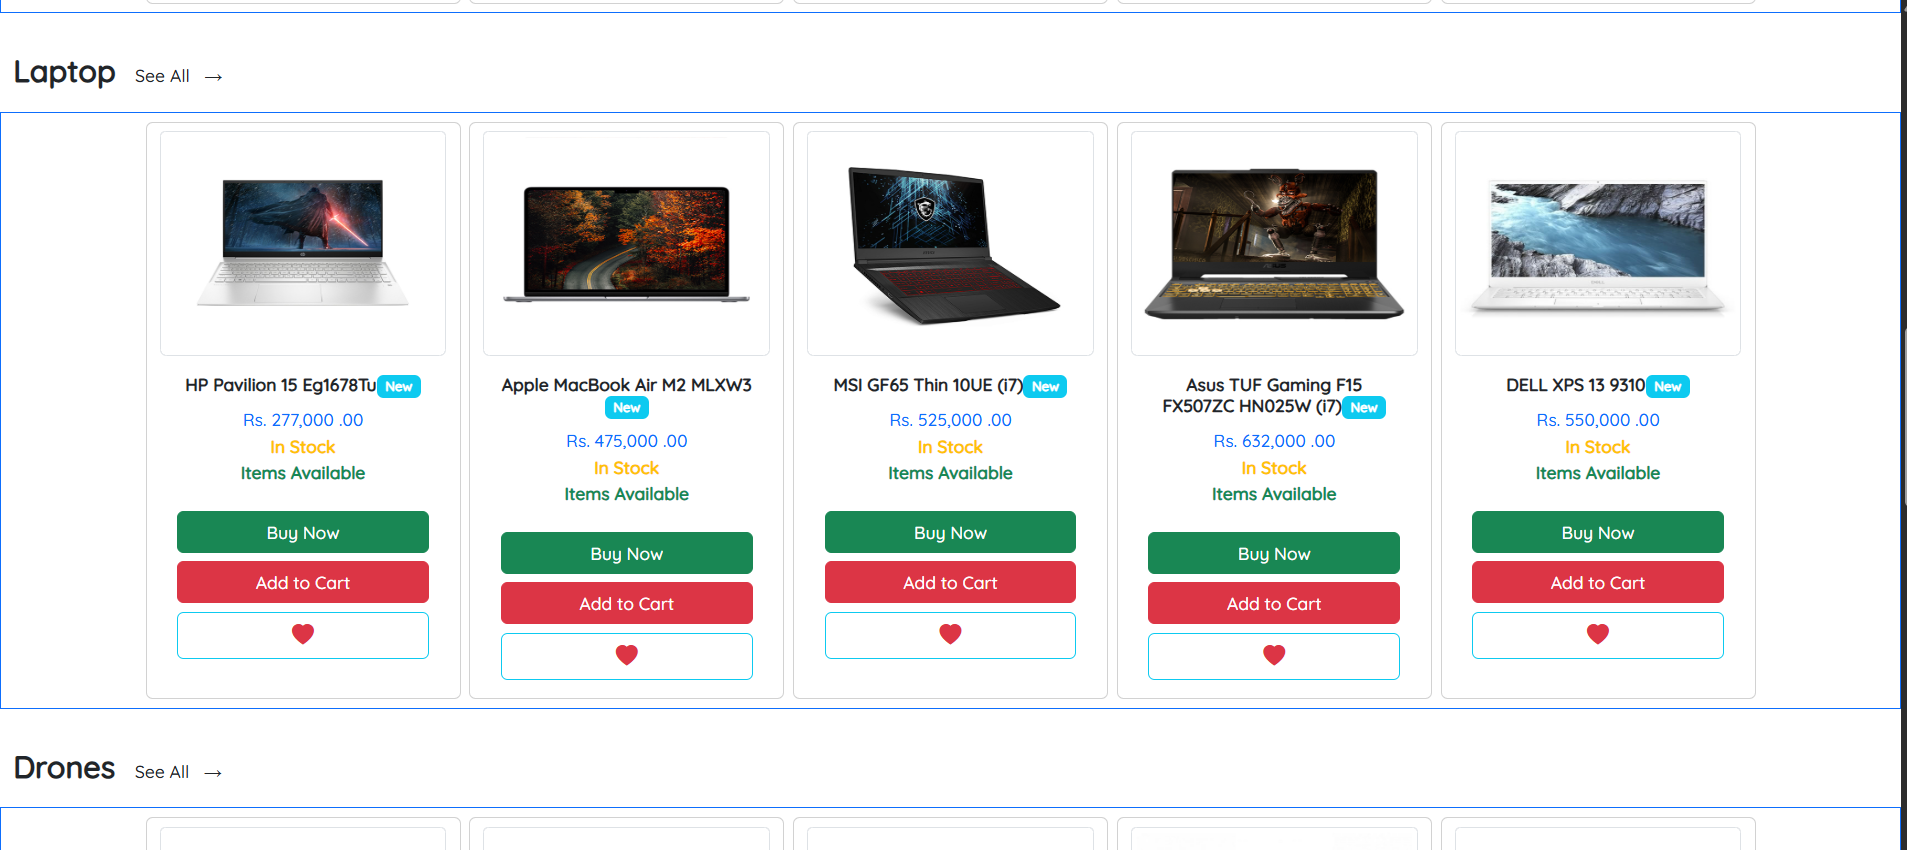 Laptop See All →
HP Pavilion 15 Eg1678Tu New
Rs. 277,000 .00
In Stock
Items Available
Buy Now
Add to Cart
Apple MacBook Air M2 MLXW3
New
Rs. 475,000 .00
In Stock
Items Available
Buy Now
Add to Cart
MSI GF65 Thin 10UE (i7) New
Rs. 525,000 .00
In Stock
Items Available
Buy Now
Add to Cart
Asus TUF Gaming F15
FX507ZC HN025W (i7) New
Rs. 632,000 .00
In Stock
Items Available
Buy Now
Add to Cart
DELL XPS 13 9310 New
Rs. 550,000 .00
In Stock
Items Available
Buy Now
Add to Cart
Drones See All →